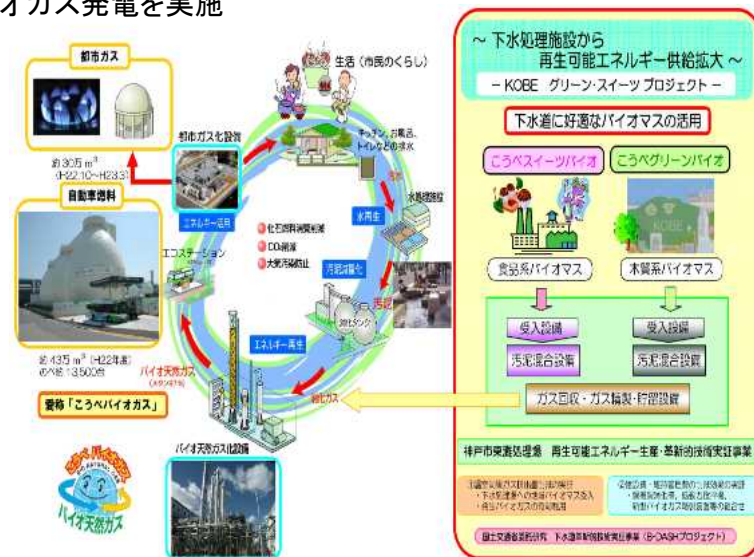 オガス発電を実施
都市ガス
約30万m³
(H22.10~H23.3)
自動車燃料
約43万m³(H22年度)
のべ約13,500台
愛称「こうべバイオガス」
こうべバイオガス
バイオ天然ガス
生活(市民のくらし)
都市ガス化設備
キッチン、お風呂、
トイレなどの排水
水処理施設
水再生
エネルギー活用
化石燃料消費削減
CO₂削減
大気汚染防止
エコステーション
汚泥減量化
汚泥
消化タンク
エネルギー再生
バイオ天然ガス
消化ガス
バイオ天然ガス化設備
~下水処理施設から
再生可能エネルギー供給拡大~
-KOBE グリーン・スイーツプロジェクト-
下水道に好適なバイオマスの活用
こうべスイーツバイオ
こうべグリーンバイオ
KOBE
食品系バイオマス
木質系バイオマス
受入設備
受入設備
汚泥混合設備
汚泥混合設備
ガス回収・ガス精製・貯留設備
神戸市東灘処理場 再生可能エネルギー生産・革新的技術実証事業
国土交通省委託研究 下水道革新的技術実証事業(B-DASHプロジェクト)